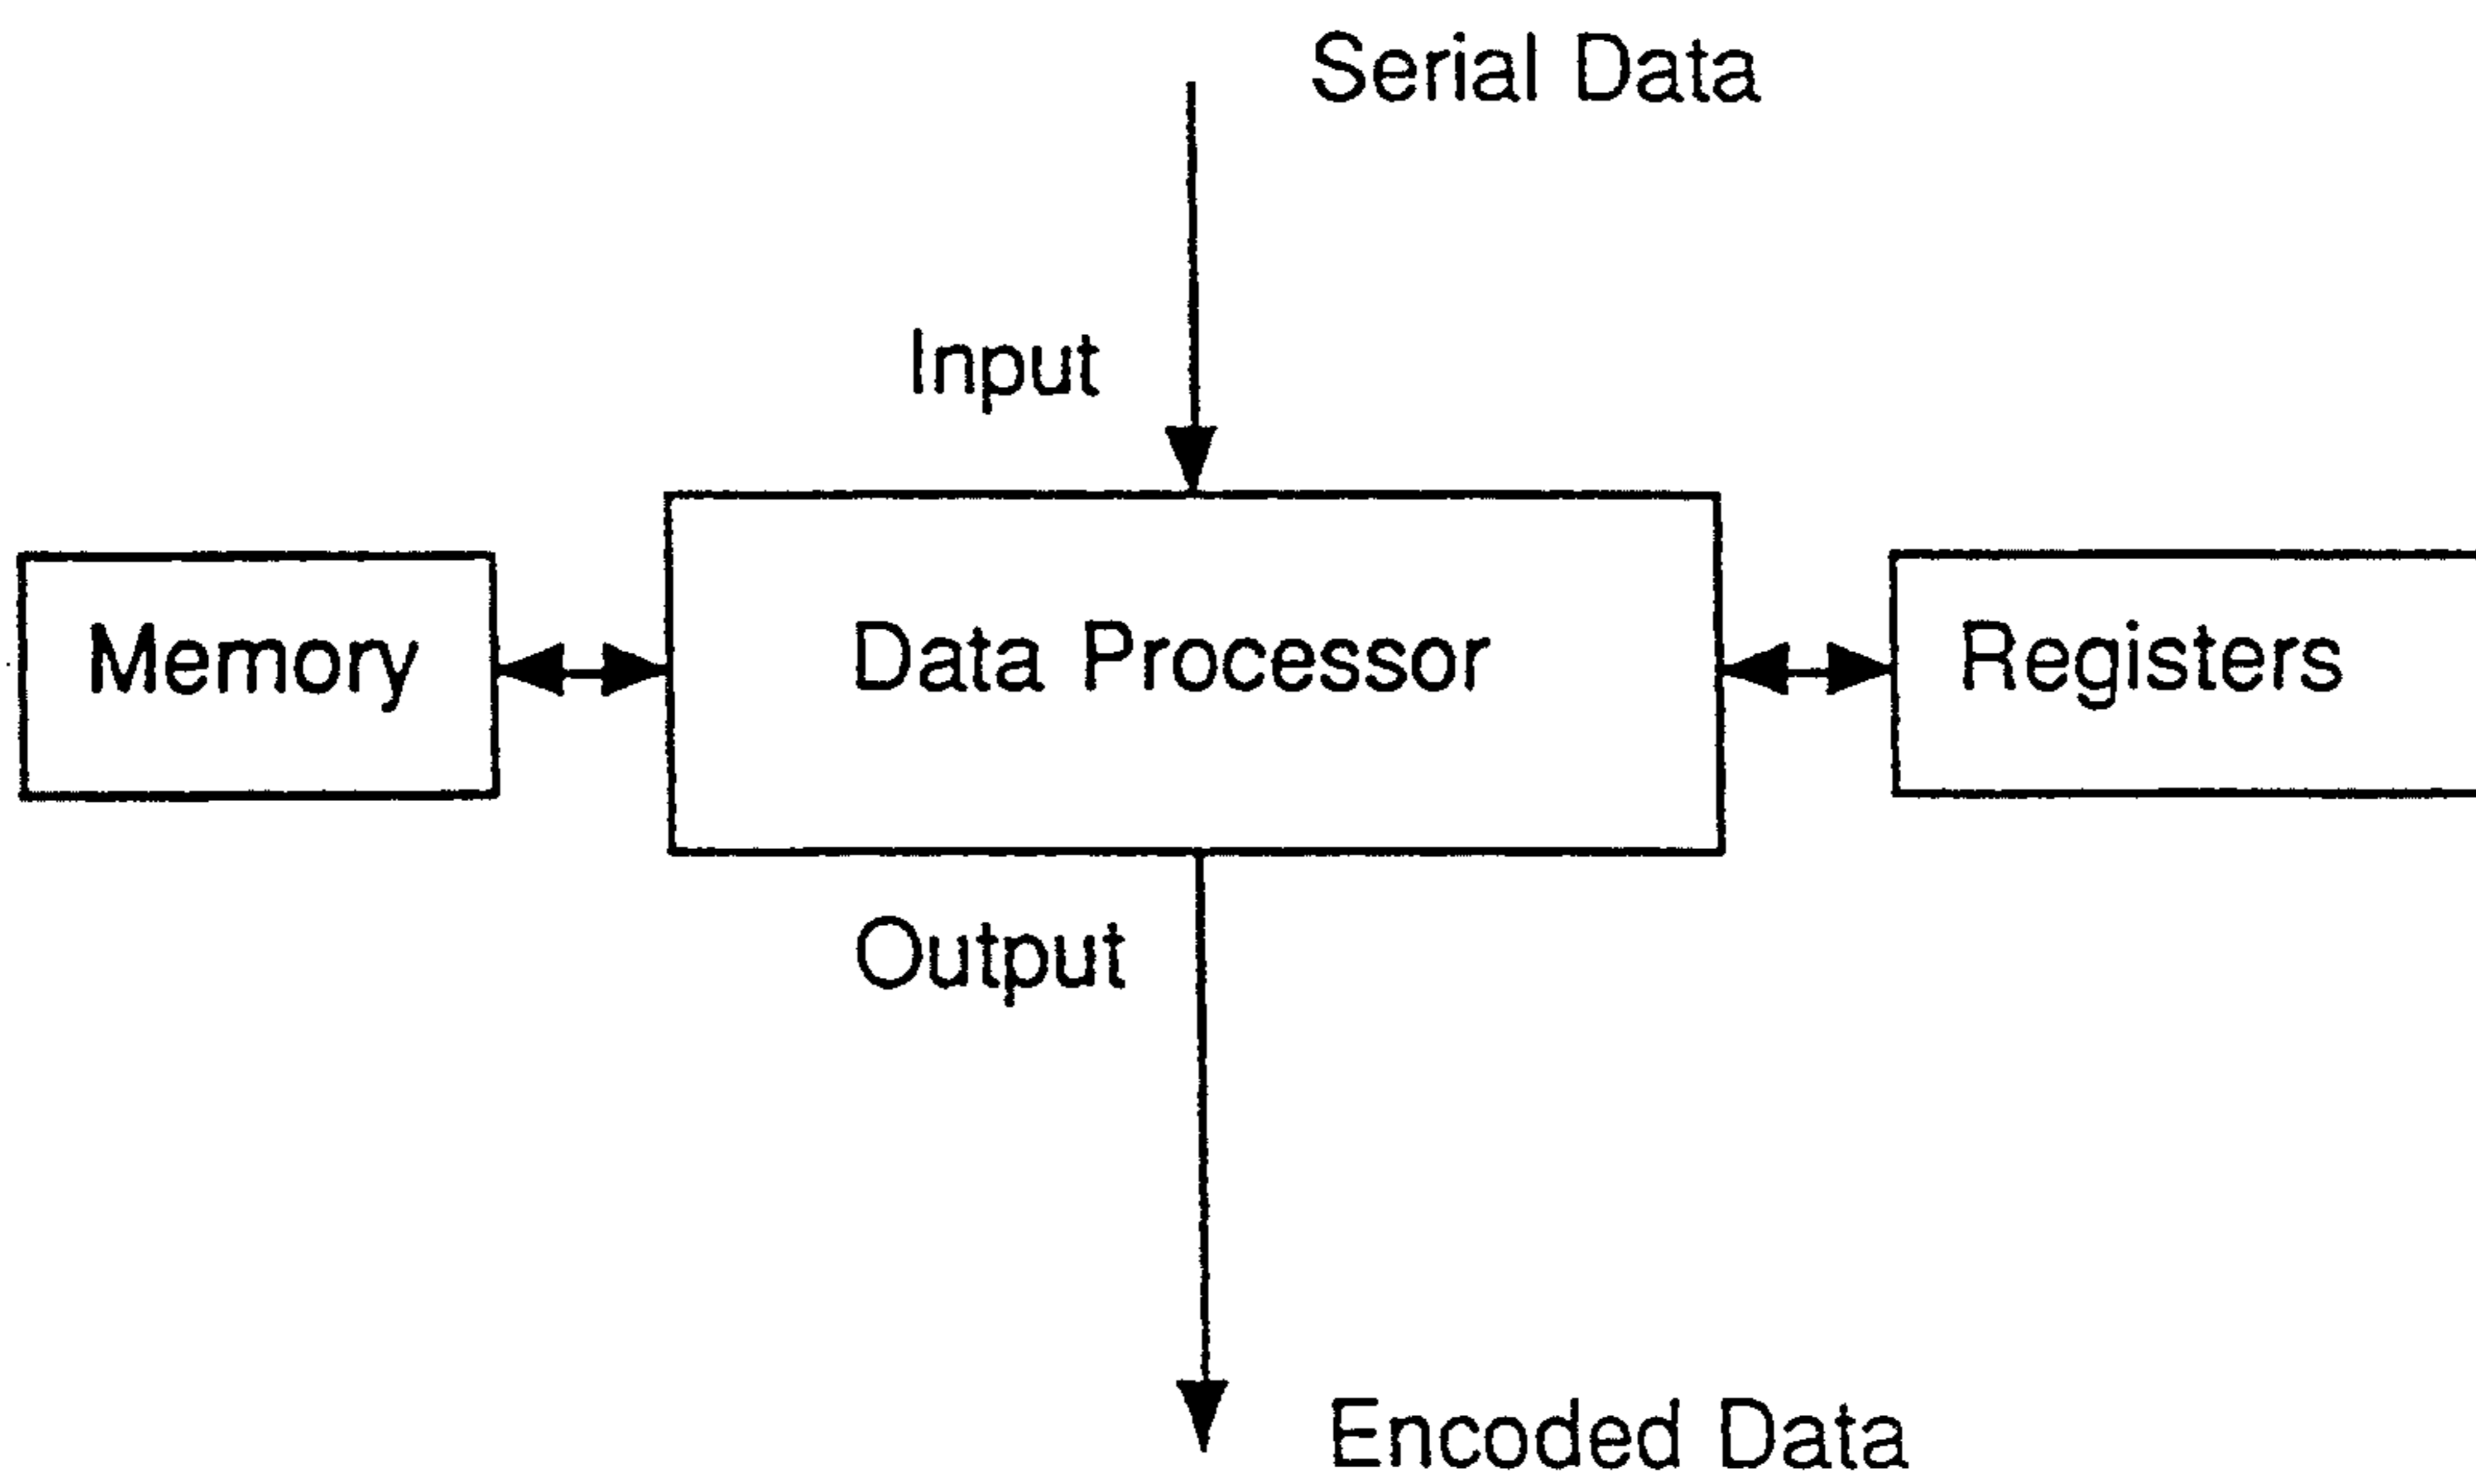 Serial Data
Input
Memory
Data Processor
Registers
Output
Encoded Data